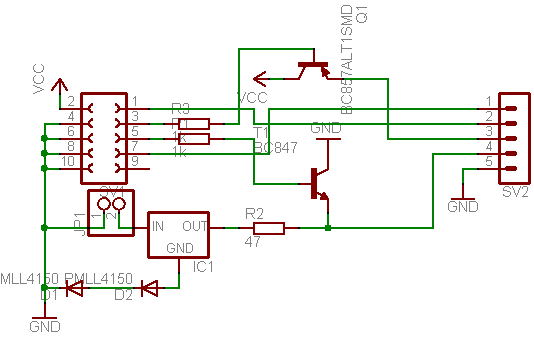 Q1
BC857ALT1SMD
VCC
VCC
2 1
4 3
6 5
8 7
10 9
SV1
R3
R1
1k
1k
T1
BC847
GND
1
2
3
4
5
SV2
GND
JP1
1
2
IN OUT
GND
IC1
R2
47
MLL4150 PMLL4150
D1 D2
GND